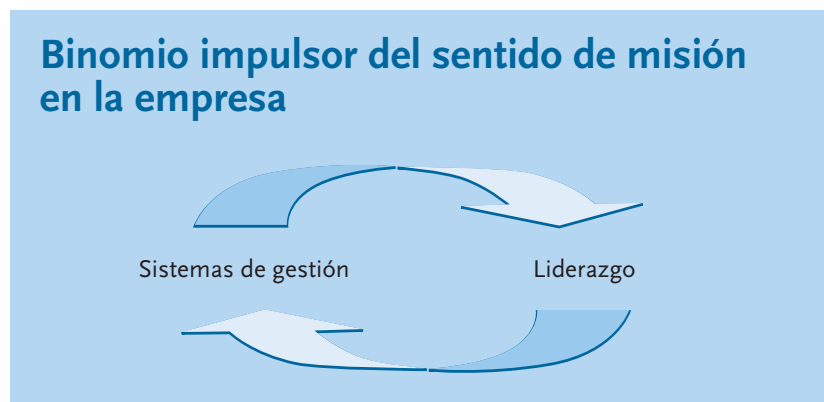 Binomio impulsor del sentido de misión
en la empresa
Sistemas de gestión
Liderazgo